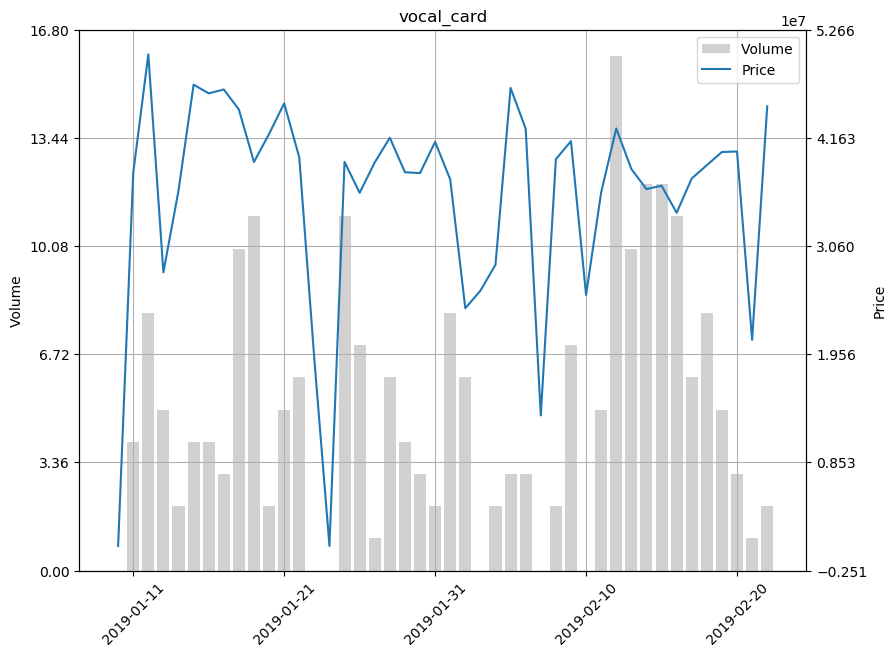 vocal_card
1e7
16.80
13.44
10.08
6.72
3.36
0.00
Volume
5.266
4.163
3.060
1.956
0.853
−0.251
Price
Volume
Price
2019-01-11
2019-01-21
2019-01-31
2019-02-10
2019-02-20